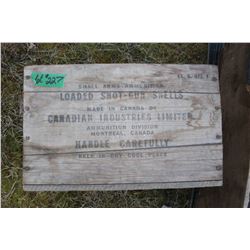 SMALL ARMS AMMUNITION
LOADED SHOT-GUN SHELLS
MADE IN CANADA BY
CANADIAN INDUSTRIES LIMITED
AMMUNITION DIVISION
MONTREAL, CANADA
HANDLE CAREFULLY
KEEP IN DRY COOL PLACE